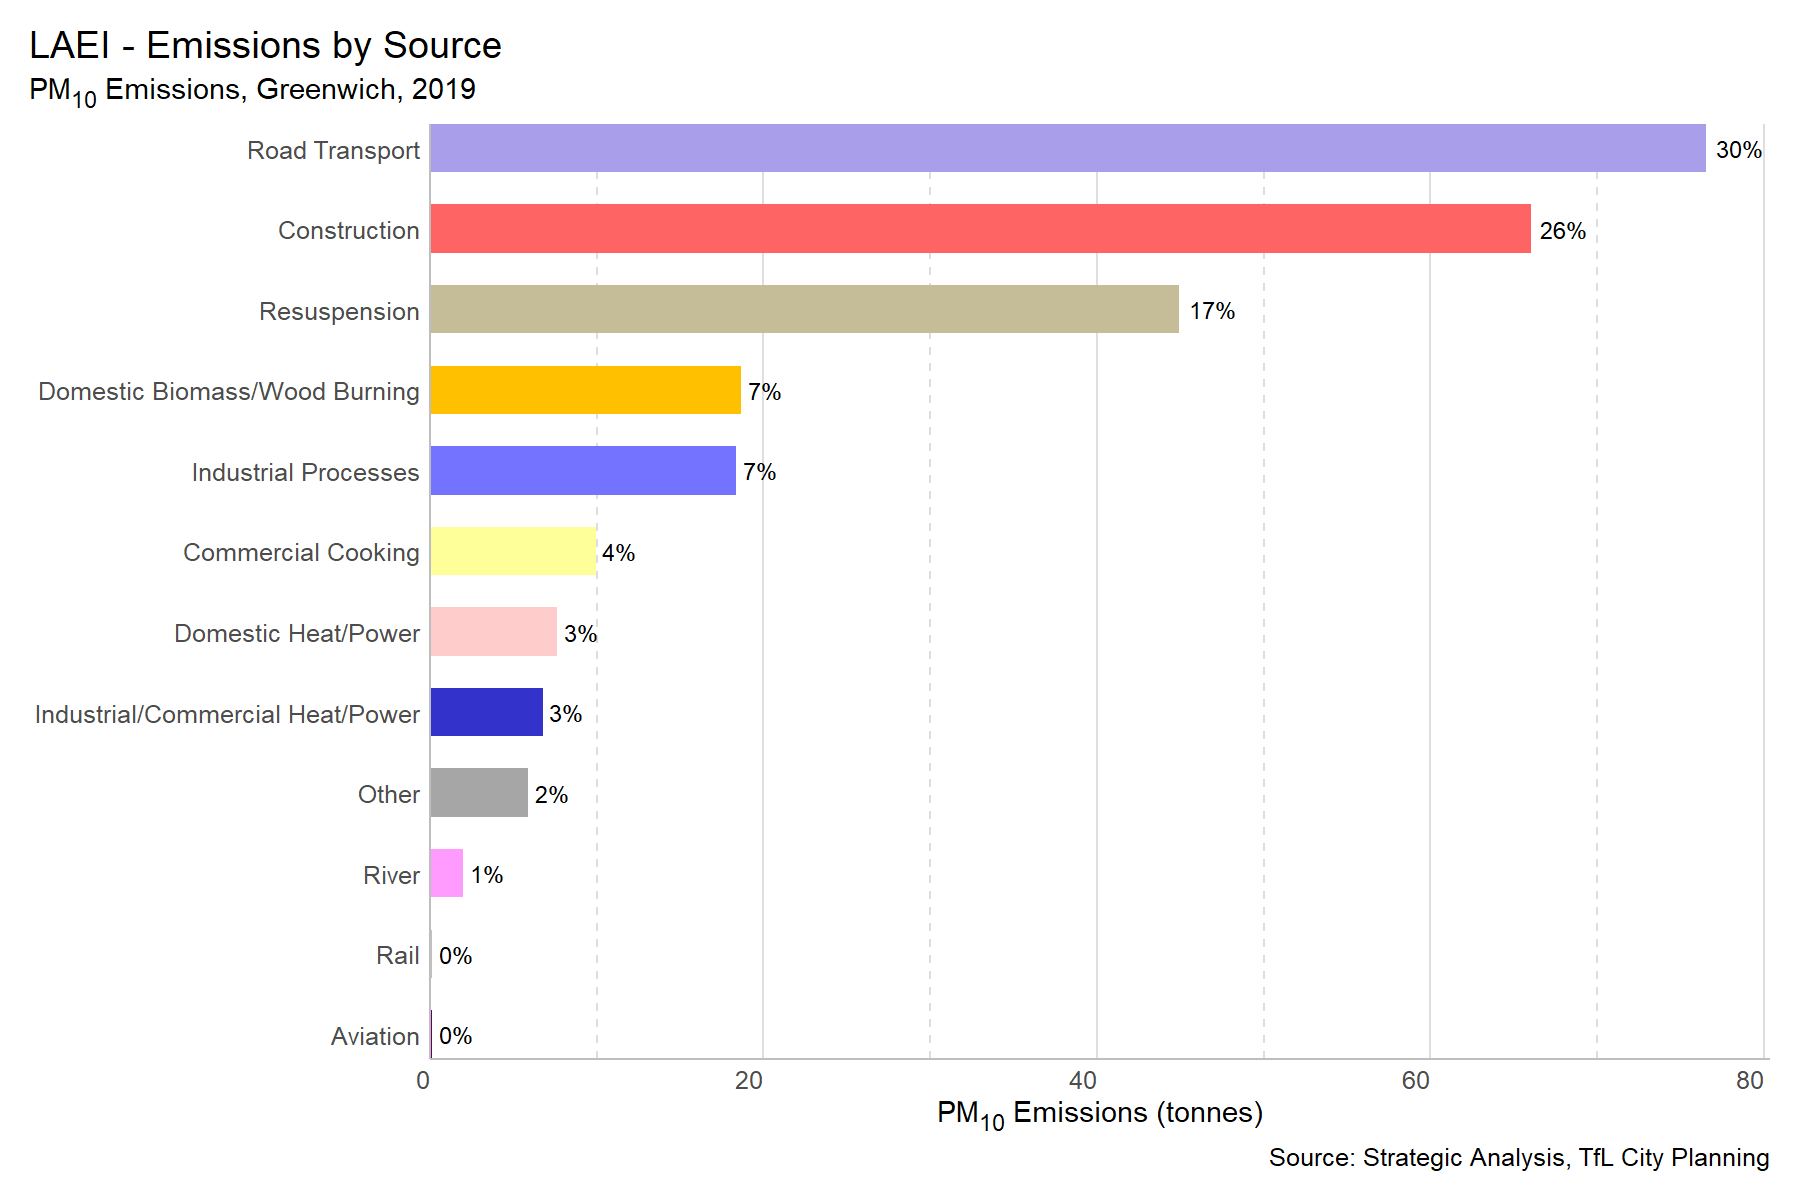 LAEI - Emissions by Source
PM10 Emissions, Greenwich, 2019
Road Transport 30%
Construction 26%
Resuspension 17%
Domestic Biomass/Wood Burning 7%
Industrial Processes 7%
Commercial Cooking 4%
Domestic Heat/Power 3%
Industrial/Commercial Heat/Power 3%
Other 2%
River 1%
Rail 0%
Aviation 0%
0 20 40 60 80
PM10 Emissions (tonnes)
Source: Strategic Analysis, TfL City Planning